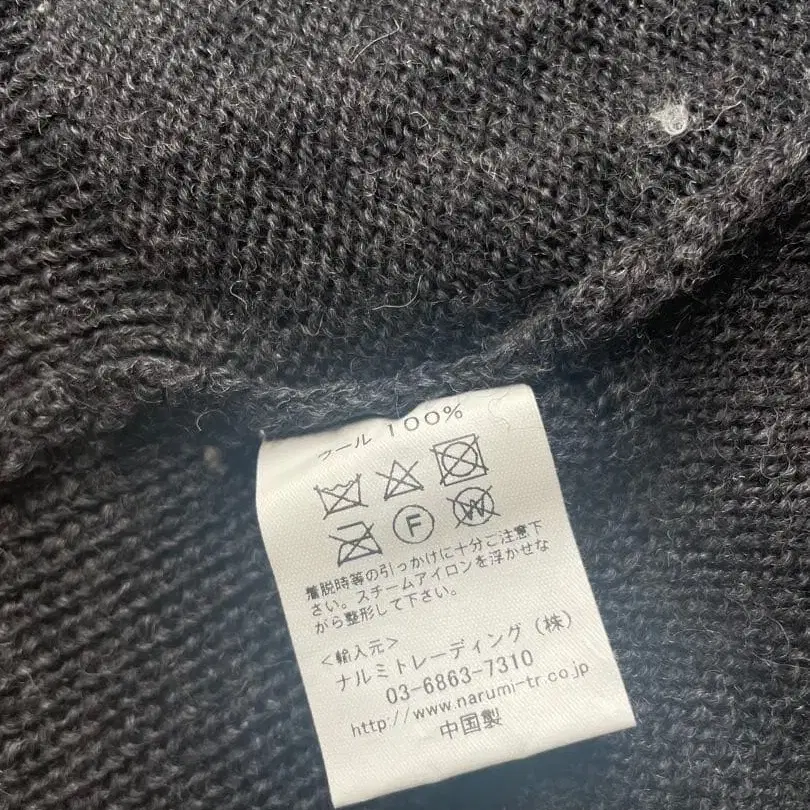 ウール 100%
F W
着脱時等の引っかけに十分ご注意下
さい。スチームアイロンを浮かせな
がら整形して下さい。
<輸入元>
ナルミトレーディング（株）
03-6863-7310
http://www.narumi-tr.co.jp
中国製